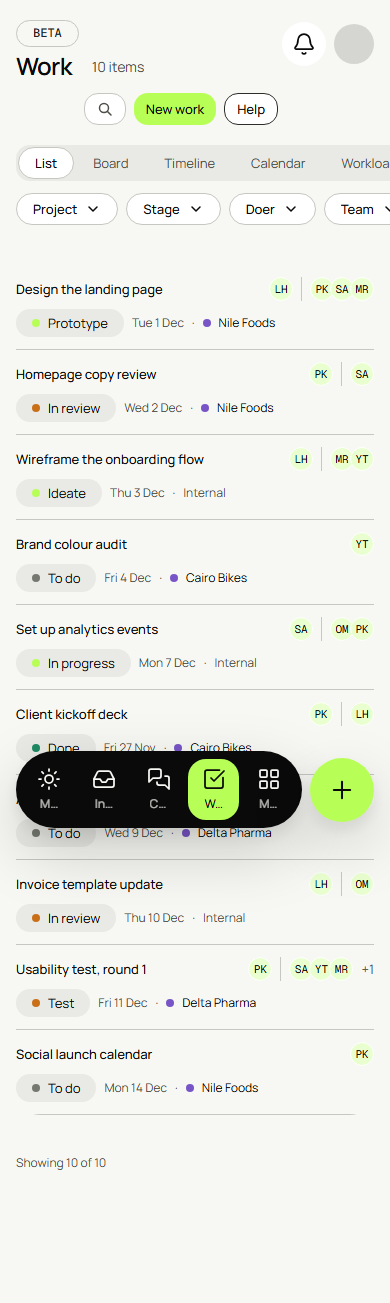 BETA
Work 10 items
New work Help
List Board Timeline Calendar Workloa
Project Stage Doer Team
Design the landing page LH PK SA MR
Prototype Tue 1 Dec · Nile Foods
Homepage copy review PK SA
In review Wed 2 Dec · Nile Foods
Wireframe the onboarding flow LH MR YT
Ideate Thu 3 Dec · Internal
Brand colour audit YT
To do Fri 4 Dec · Cairo Bikes
Set up analytics events SA OM PK
In progress Mon 7 Dec · Internal
Client kickoff deck PK LH
Done Fri 27 Nov · Cairo Bikes
M... In... C... W... M...
To do Wed 9 Dec · Delta Pharma
Invoice template update LH OM
In review Thu 10 Dec · Internal
Usability test, round 1 PK SA YT MR +1
Test Fri 11 Dec · Delta Pharma
Social launch calendar PK
To do Mon 14 Dec · Nile Foods
Showing 10 of 10